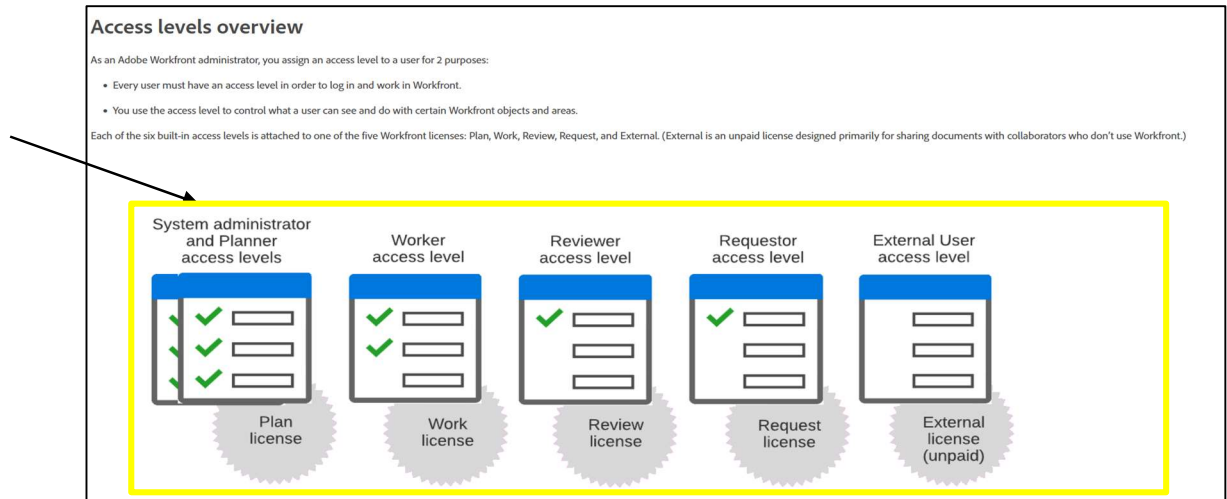 Access levels overview
As an Adobe Workfront administrator, you assign an access level to a user for 2 purposes:
• Every user must have an access level in order to log in and work in Workfront.
• You use the access level to control what a user can see and do with certain Workfront objects and areas.
Each of the six built-in access levels is attached to one of the five Workfront licenses: Plan, Work, Review, Request, and External. (External is an unpaid license designed primarily for sharing documents with collaborators who don't use Workfront.)
System administrator
and Planner
access levels
Worker
access level
Reviewer
access level
Requestor
access level
External User
access level
Plan
license
Work
license
Review
license
Request
license
External
license
(unpaid)